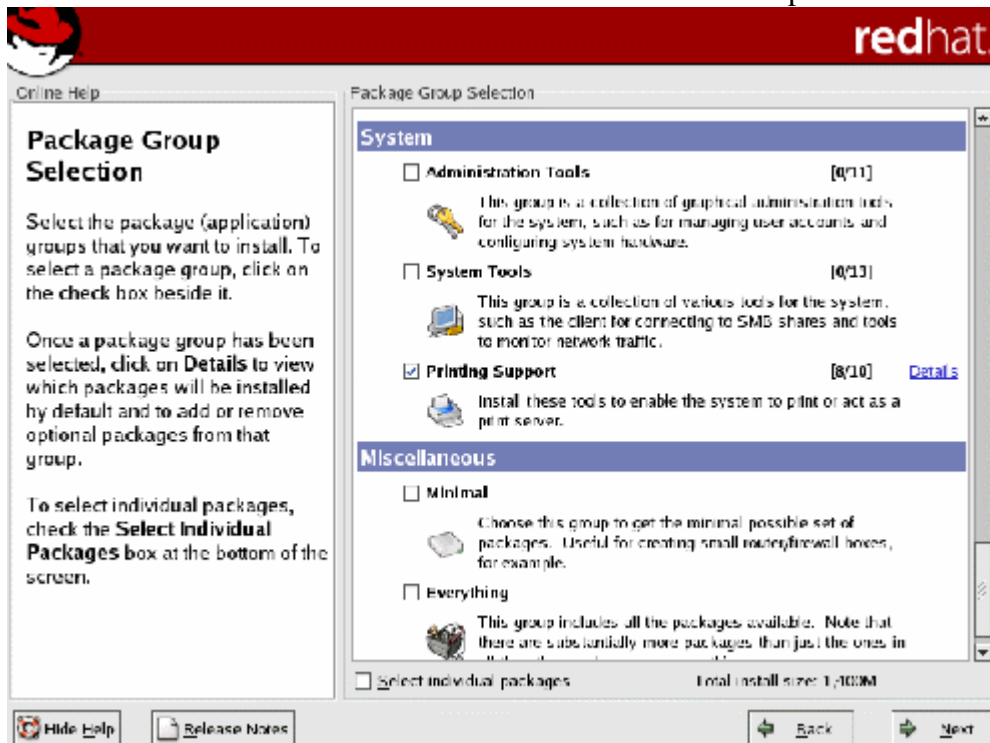 redhat.
Online Help
Package Group
Selection
Select the package (application)
groups that you want to install. To
select a package group, click on
the check box beside it.
Once a package group has been
selected, click on Details to view
which packages will be installed
by default and to add or remove
optional packages from that
group.
To select individual packages,
check the Select Individual
Packages box at the bottom of the
screen.
Package Group Selection
System
Administration Tools [0/11]
This group is a collection of graphical administration tools
for the system, such as for managing user accounts and
configuring system hardware.
System Tools [0/13]
This group is a collection of various tools for the system,
such as the client for connecting to SMB shares and tools
to monitor network traffic.
Printing Support [8/10] Details
Install these tools to enable the system to print or act as a
print server.
Miscellaneous
Minimal
Choose this group to get the minimal possible set of
packages. Useful for creating small router/firewall boxes,
for example.
Everything
This group includes all the packages available. Note that
there are substantially more packages than just the ones in
Select individual packages Total install size:
Hide Help Release Notes Back Next